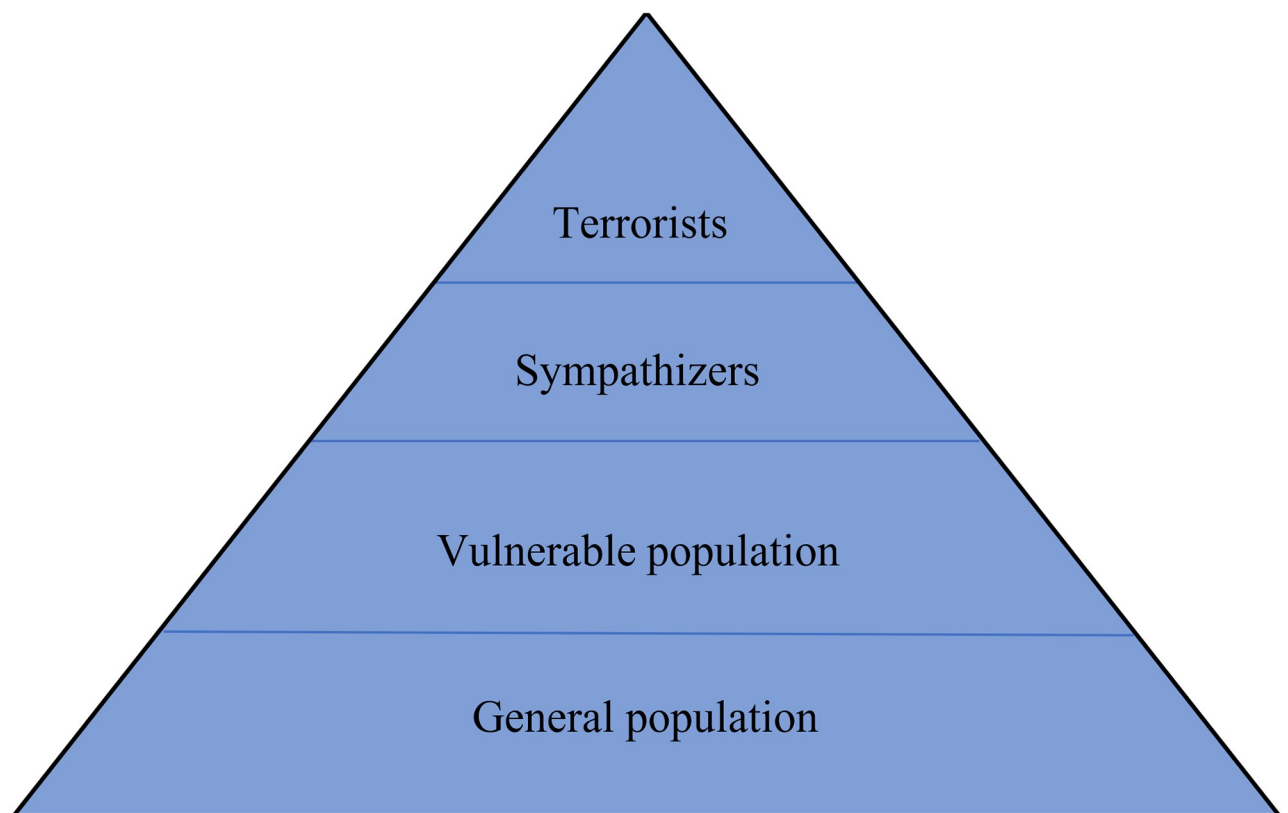 Terrorists
Sympathizers
Vulnerable population
General population